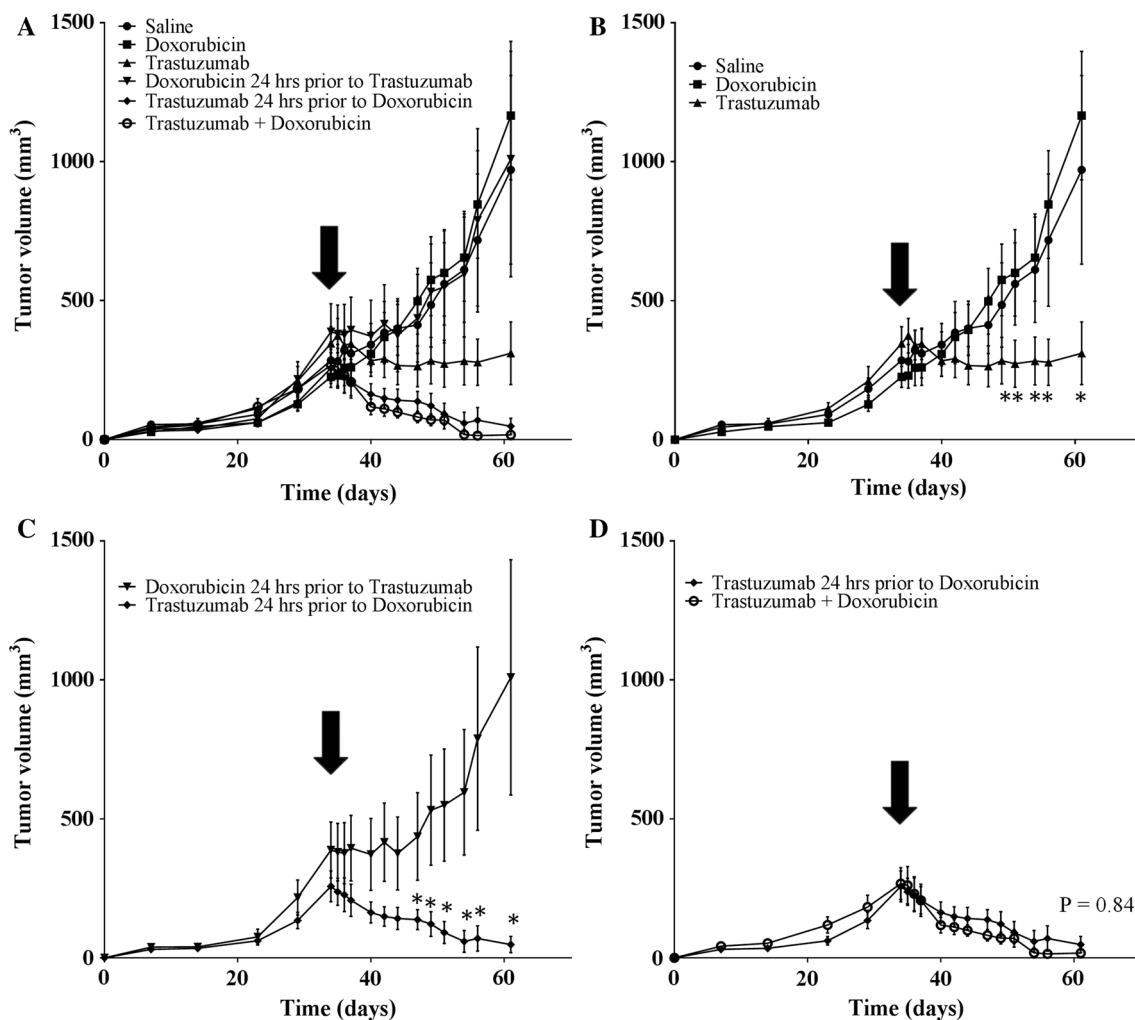 A
Tumor volume (mm³)
1500
1000
500
0
0
20
40
60
Time (days)
Saline
Doxorubicin
Trastuzumab
Doxorubicin 24 hrs prior to Trastuzumab
Trastuzumab 24 hrs prior to Doxorubicin
Trastuzumab + Doxorubicin
B
Tumor volume (mm³)
1500
1000
500
0
0
20
40
60
Time (days)
Saline
Doxorubicin
Trastuzumab
** ** *
C
Tumor volume (mm³)
1500
1000
500
0
0
20
40
60
Time (days)
Doxorubicin 24 hrs prior to Trastuzumab
Trastuzumab 24 hrs prior to Doxorubicin
*** ** *
D
Tumor volume (mm³)
1500
1000
500
0
0
20
40
60
Time (days)
Trastuzumab 24 hrs prior to Doxorubicin
Trastuzumab + Doxorubicin
P = 0.84